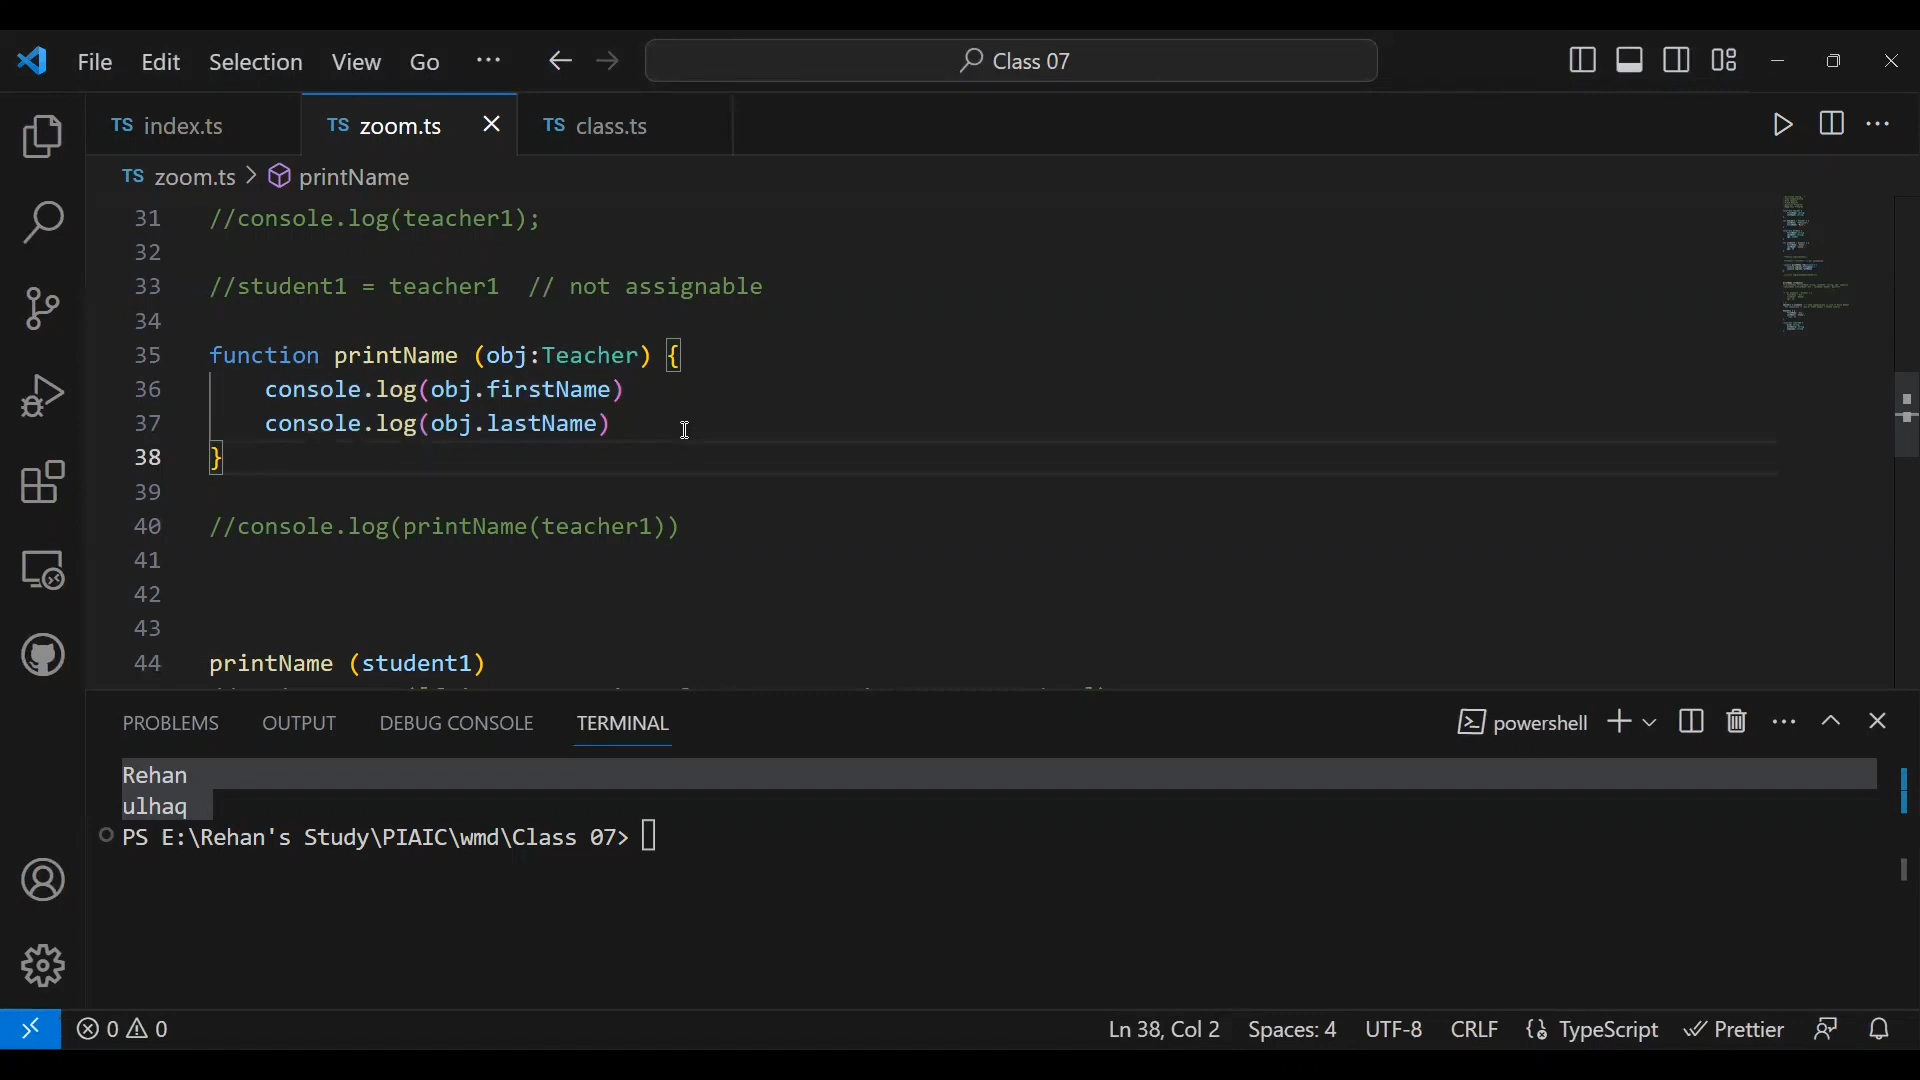 File Edit Selection View Go ··· Class 07
TS index.ts TS zoom.ts TS class.ts
TS zoom.ts > printName
31 //console.log(teacher1);
32
33 //student1 = teacher1  // not assignable
34
35 function printName (obj:Teacher) {
36     console.log(obj.firstName)
37     console.log(obj.lastName)
38 }
39
40 //console.log(printName(teacher1))
41
42
43
44 printName (student1)
PROBLEMS OUTPUT DEBUG CONSOLE TERMINAL powershell
Rehan
ulhaq
PS E:\Rehan's Study\PIAIC\wmd\Class 07>
0 0 Ln 38, Col 2 Spaces: 4 UTF-8 CRLF {} TypeScript Prettier